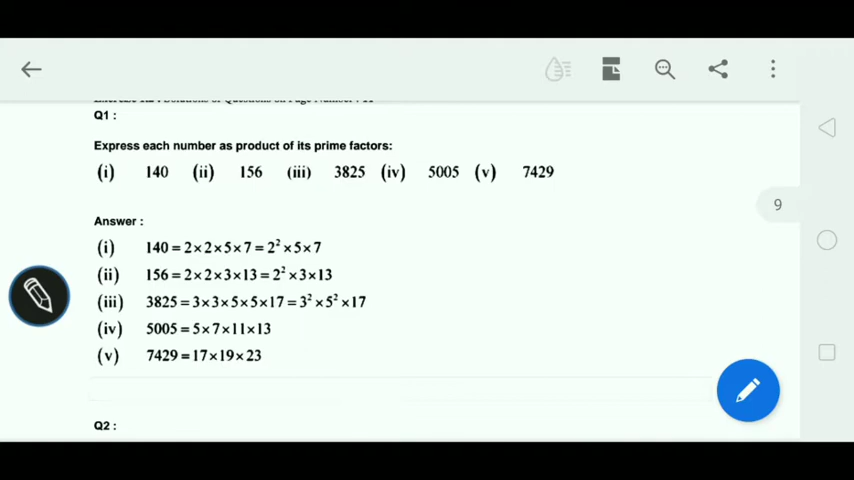 Q1 :
Express each number as product of its prime factors:
(i) 140 (ii) 156 (iii) 3825 (iv) 5005 (v) 7429
9
Answer :
(i) 140 = 2 × 2 × 5 × 7 = 2² × 5 × 7
(ii) 156 = 2 × 2 × 3 × 13 = 2² × 3 × 13
(iii) 3825 = 3 × 3 × 5 × 5 × 17 = 3² × 5² × 17
(iv) 5005 = 5 × 7 × 11 × 13
(v) 7429 = 17 × 19 × 23
Q2 :